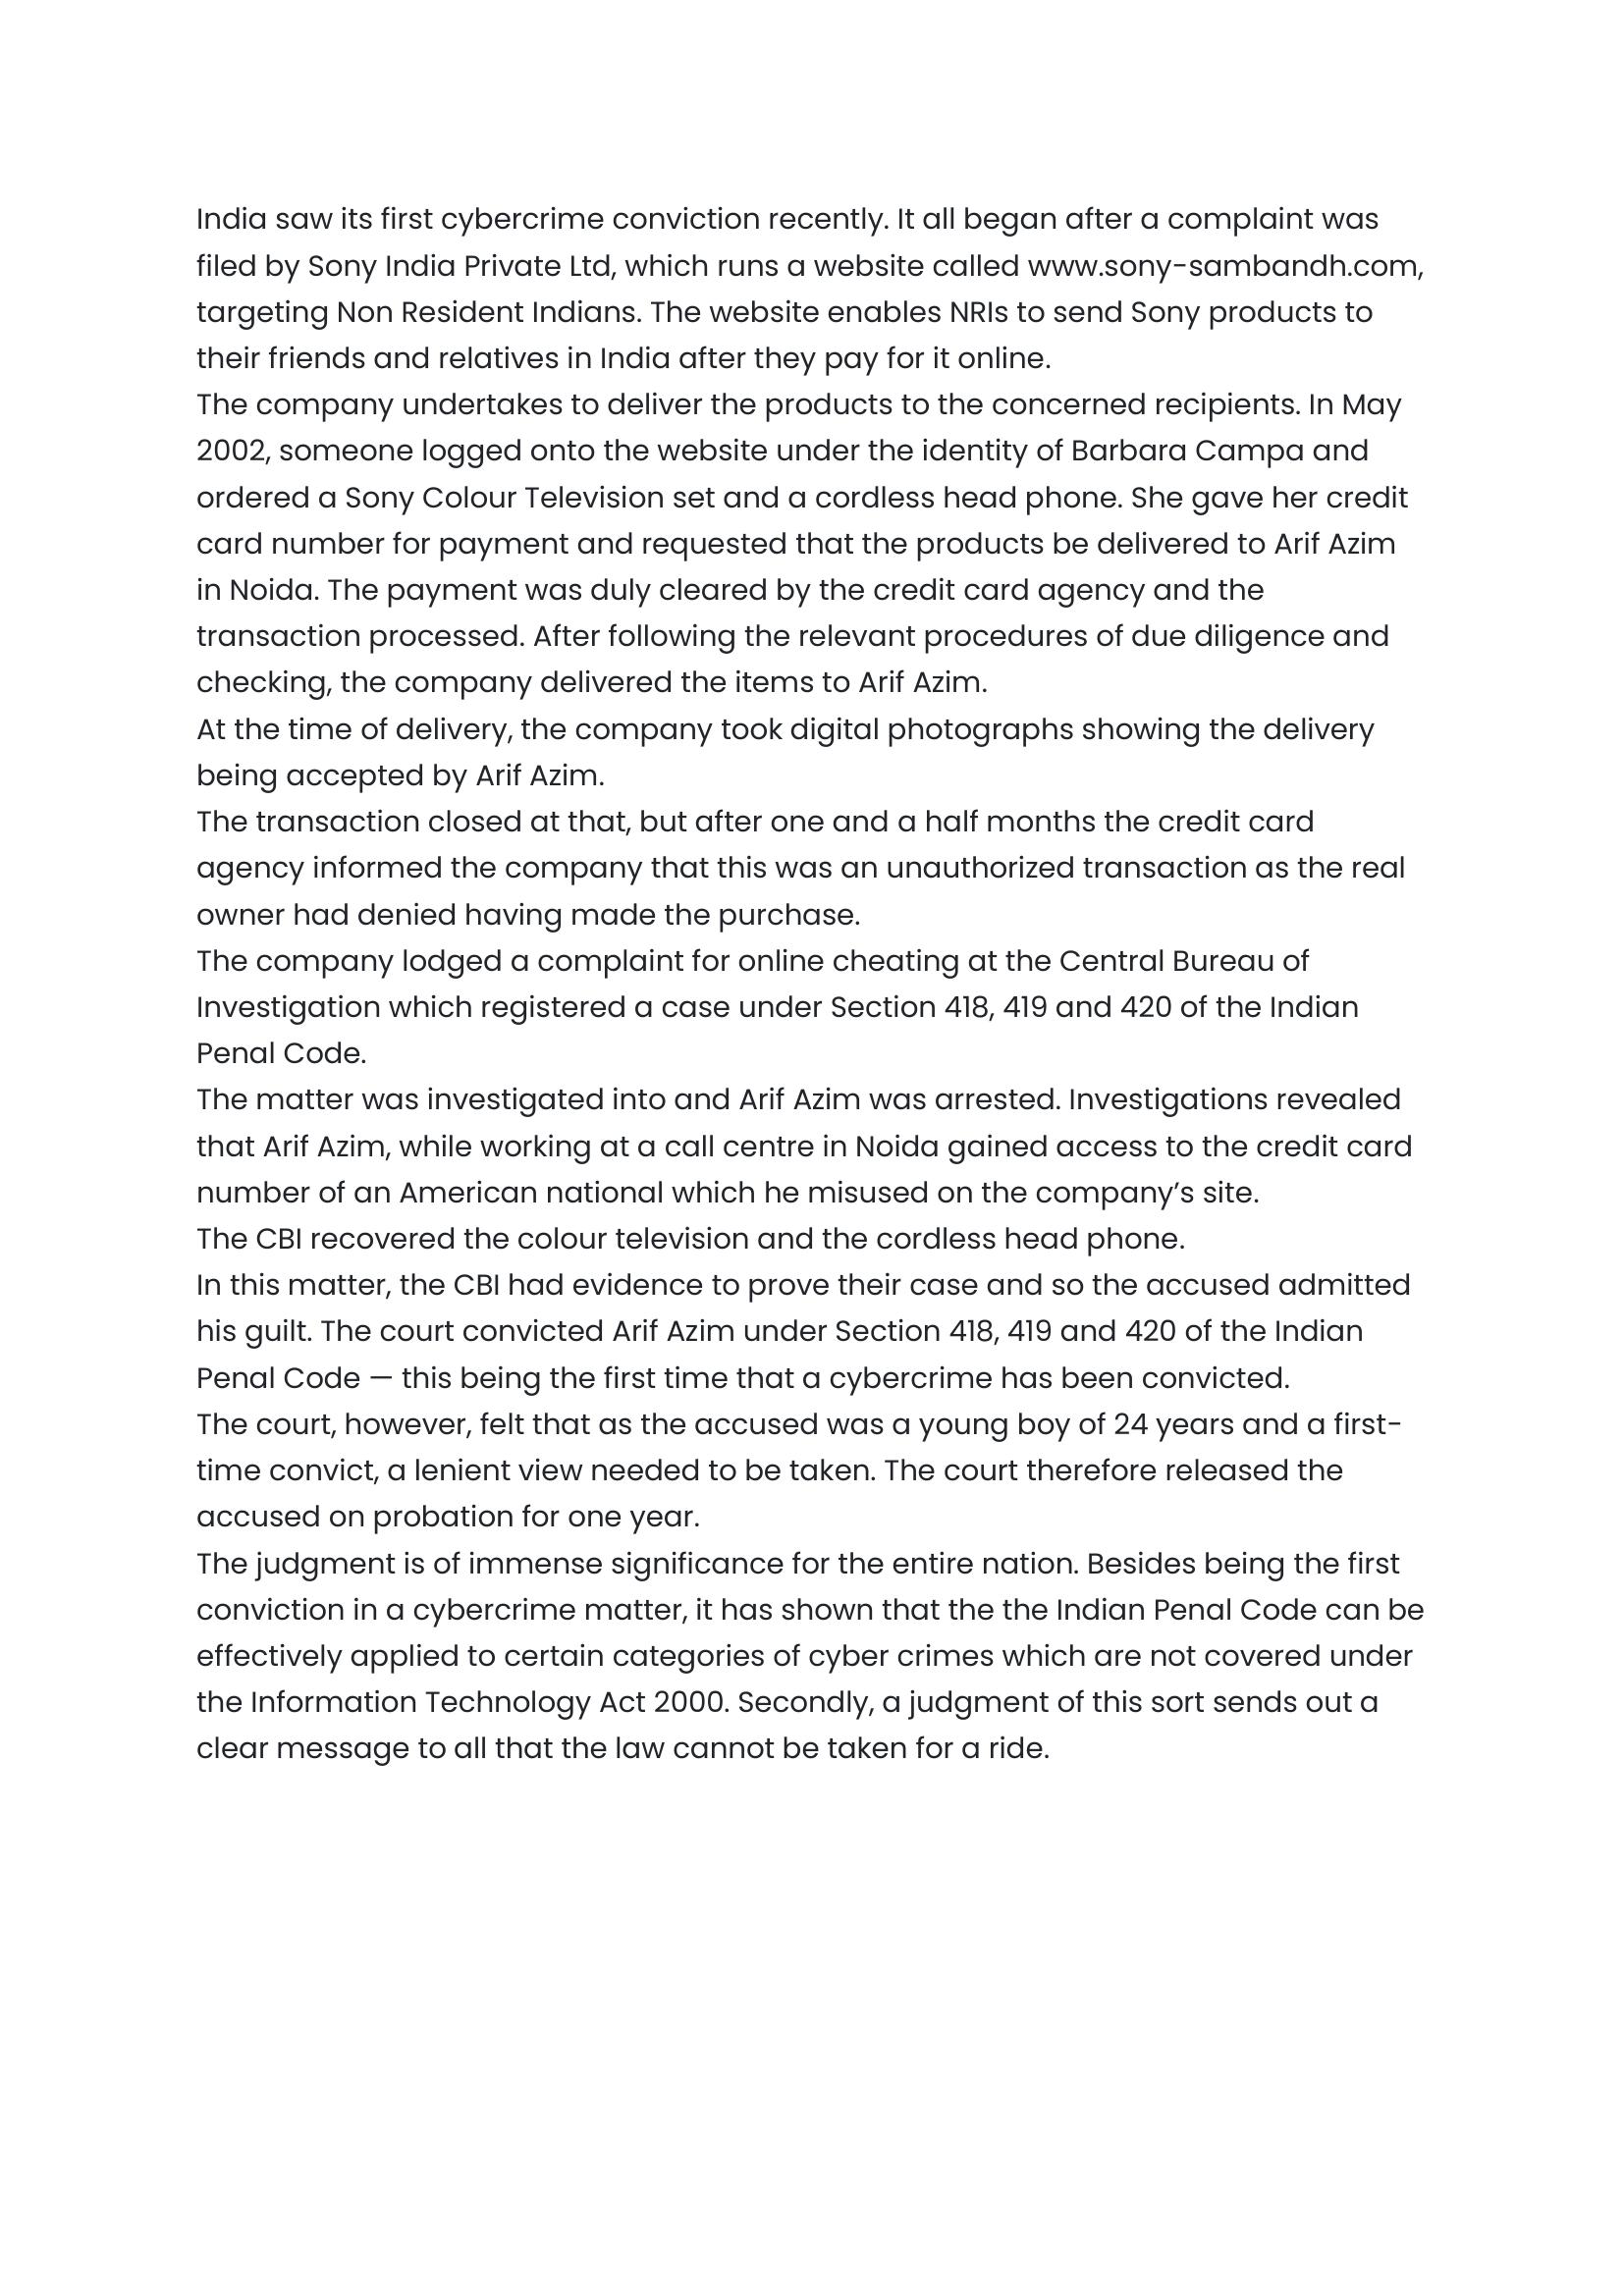 India saw its first cybercrime conviction recently. It all began after a complaint was
filed by Sony India Private Ltd, which runs a website called www.sony-sambandh.com,
targeting Non Resident Indians. The website enables NRIs to send Sony products to
their friends and relatives in India after they pay for it online.
The company undertakes to deliver the products to the concerned recipients. In May
2002, someone logged onto the website under the identity of Barbara Campa and
ordered a Sony Colour Television set and a cordless head phone. She gave her credit
card number for payment and requested that the products be delivered to Arif Azim
in Noida. The payment was duly cleared by the credit card agency and the
transaction processed. After following the relevant procedures of due diligence and
checking, the company delivered the items to Arif Azim.
At the time of delivery, the company took digital photographs showing the delivery
being accepted by Arif Azim.
The transaction closed at that, but after one and a half months the credit card
agency informed the company that this was an unauthorized transaction as the real
owner had denied having made the purchase.
The company lodged a complaint for online cheating at the Central Bureau of
Investigation which registered a case under Section 418, 419 and 420 of the Indian
Penal Code.
The matter was investigated into and Arif Azim was arrested. Investigations revealed
that Arif Azim, while working at a call centre in Noida gained access to the credit card
number of an American national which he misused on the company’s site.
The CBI recovered the colour television and the cordless head phone.
In this matter, the CBI had evidence to prove their case and so the accused admitted
his guilt. The court convicted Arif Azim under Section 418, 419 and 420 of the Indian
Penal Code — this being the first time that a cybercrime has been convicted.
The court, however, felt that as the accused was a young boy of 24 years and a first-
time convict, a lenient view needed to be taken. The court therefore released the
accused on probation for one year.
The judgment is of immense significance for the entire nation. Besides being the first
conviction in a cybercrime matter, it has shown that the the Indian Penal Code can be
effectively applied to certain categories of cyber crimes which are not covered under
the Information Technology Act 2000. Secondly, a judgment of this sort sends out a
clear message to all that the law cannot be taken for a ride.